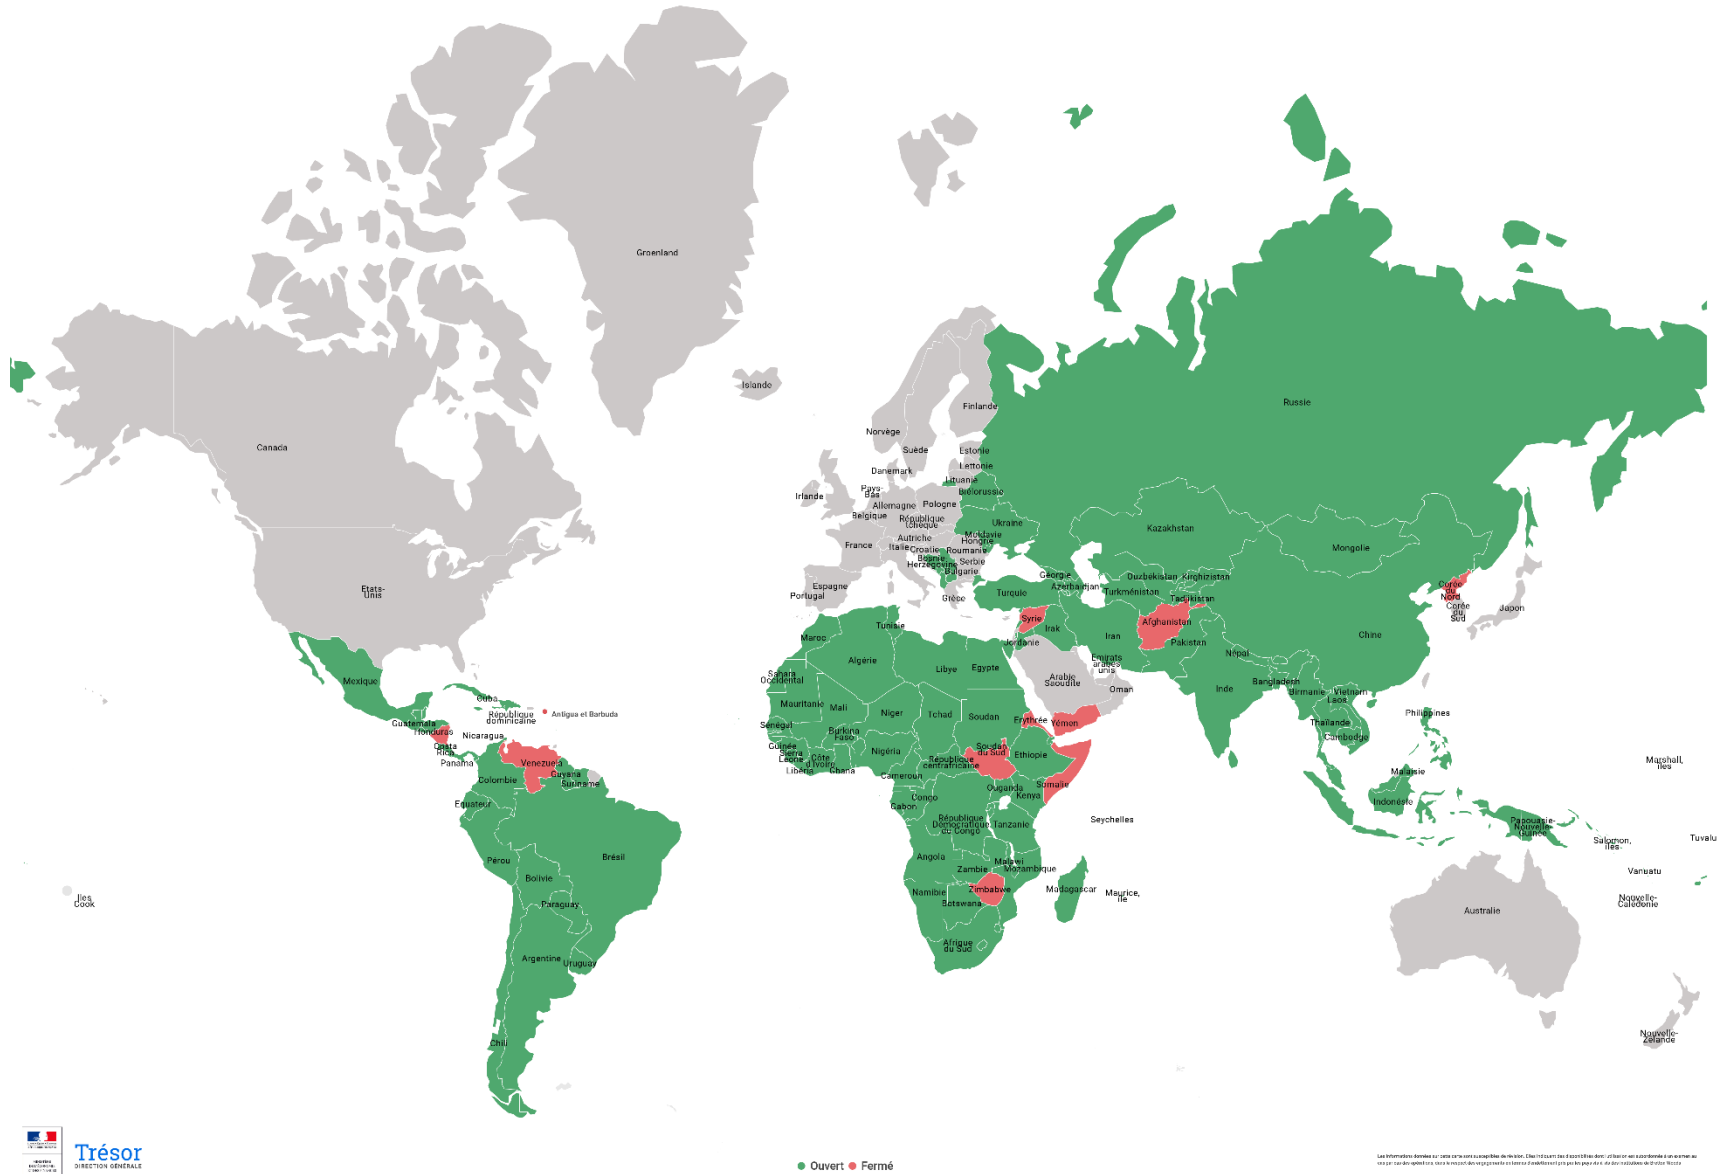 Groenland
Islande
Finlande
Russie
Norvège
Canada
Suède
Estonie
Lettonie
Danemark
Lituanie
Pays-
Bas
Biélorussie
Irlande
Allemagne
Pologne
Belgique
République
tchèque
Ukraine
Kazakhstan
Moldavie
Autriche
Hongrie
France
Italie
Croatie
Roumanie
Mongolie
Bosnie
Herzégovine
Serbie
Bulgarie
Géorgie
Ouzbékistan
Kirghizistan
Espagne
Azerbaïdjan
Corée
du
Nord
Etats-
Unis
Portugal
Grèce
Turquie
Turkménistan
Tadjikistan
Corée
du
Sud
Japon
Syrie
Afghanistan
Tunisie
Irak
Iran
Chine
Maroc
Jordanie
Pakistan
Algérie
Libye
Egypte
Emirats
arabes
unis
Népal
Sahara
Occidental
Arabie
Saoudite
Mexique
Oman
Inde
Bangladesh
Birmanie
Vietnam
Laos
Cuba
Mauritanie
Mali
Niger
Tchad
Soudan
République
dominicaine
Antigua et Barbuda
Philippines
Guatemala
Honduras
Nicaragua
Sénégal
Burkina
Faso
Erythrée
Yémen
Thaïlande
Cambodge
Costa
Rica
Panama
Guinée
Sierra
Leone
Côte
d'Ivoire
Nigéria
Soudan
du Sud
Ethiopie
Venezuela
Libéria
Ghana
République
centrafricaine
Marshall,
îles
Colombie
Guyana
Suriname
Cameroun
Malaisie
Ouganda
Somalie
Kenya
Equateur
Congo
Gabon
Indonésie
République
Démocratique
du Congo
Tanzanie
Seychelles
Papouasie-
Nouvelle-
Guinée
Salomon,
îles
Tuvalu
Pérou
Brésil
Angola
Malawi
Zambie
Mozambique
Vanuatu
Bolivie
Namibie
Zimbabwe
Madagascar
Maurice,
île
Iles
Cook
Paraguay
Botswana
Nouvelle-
Calédonie
Australie
Afrique
du Sud
Argentine
Uruguay
Chili
Nouvelle-
Zélande
Trésor
DIRECTION GÉNÉRALE
Ouvert
Fermé